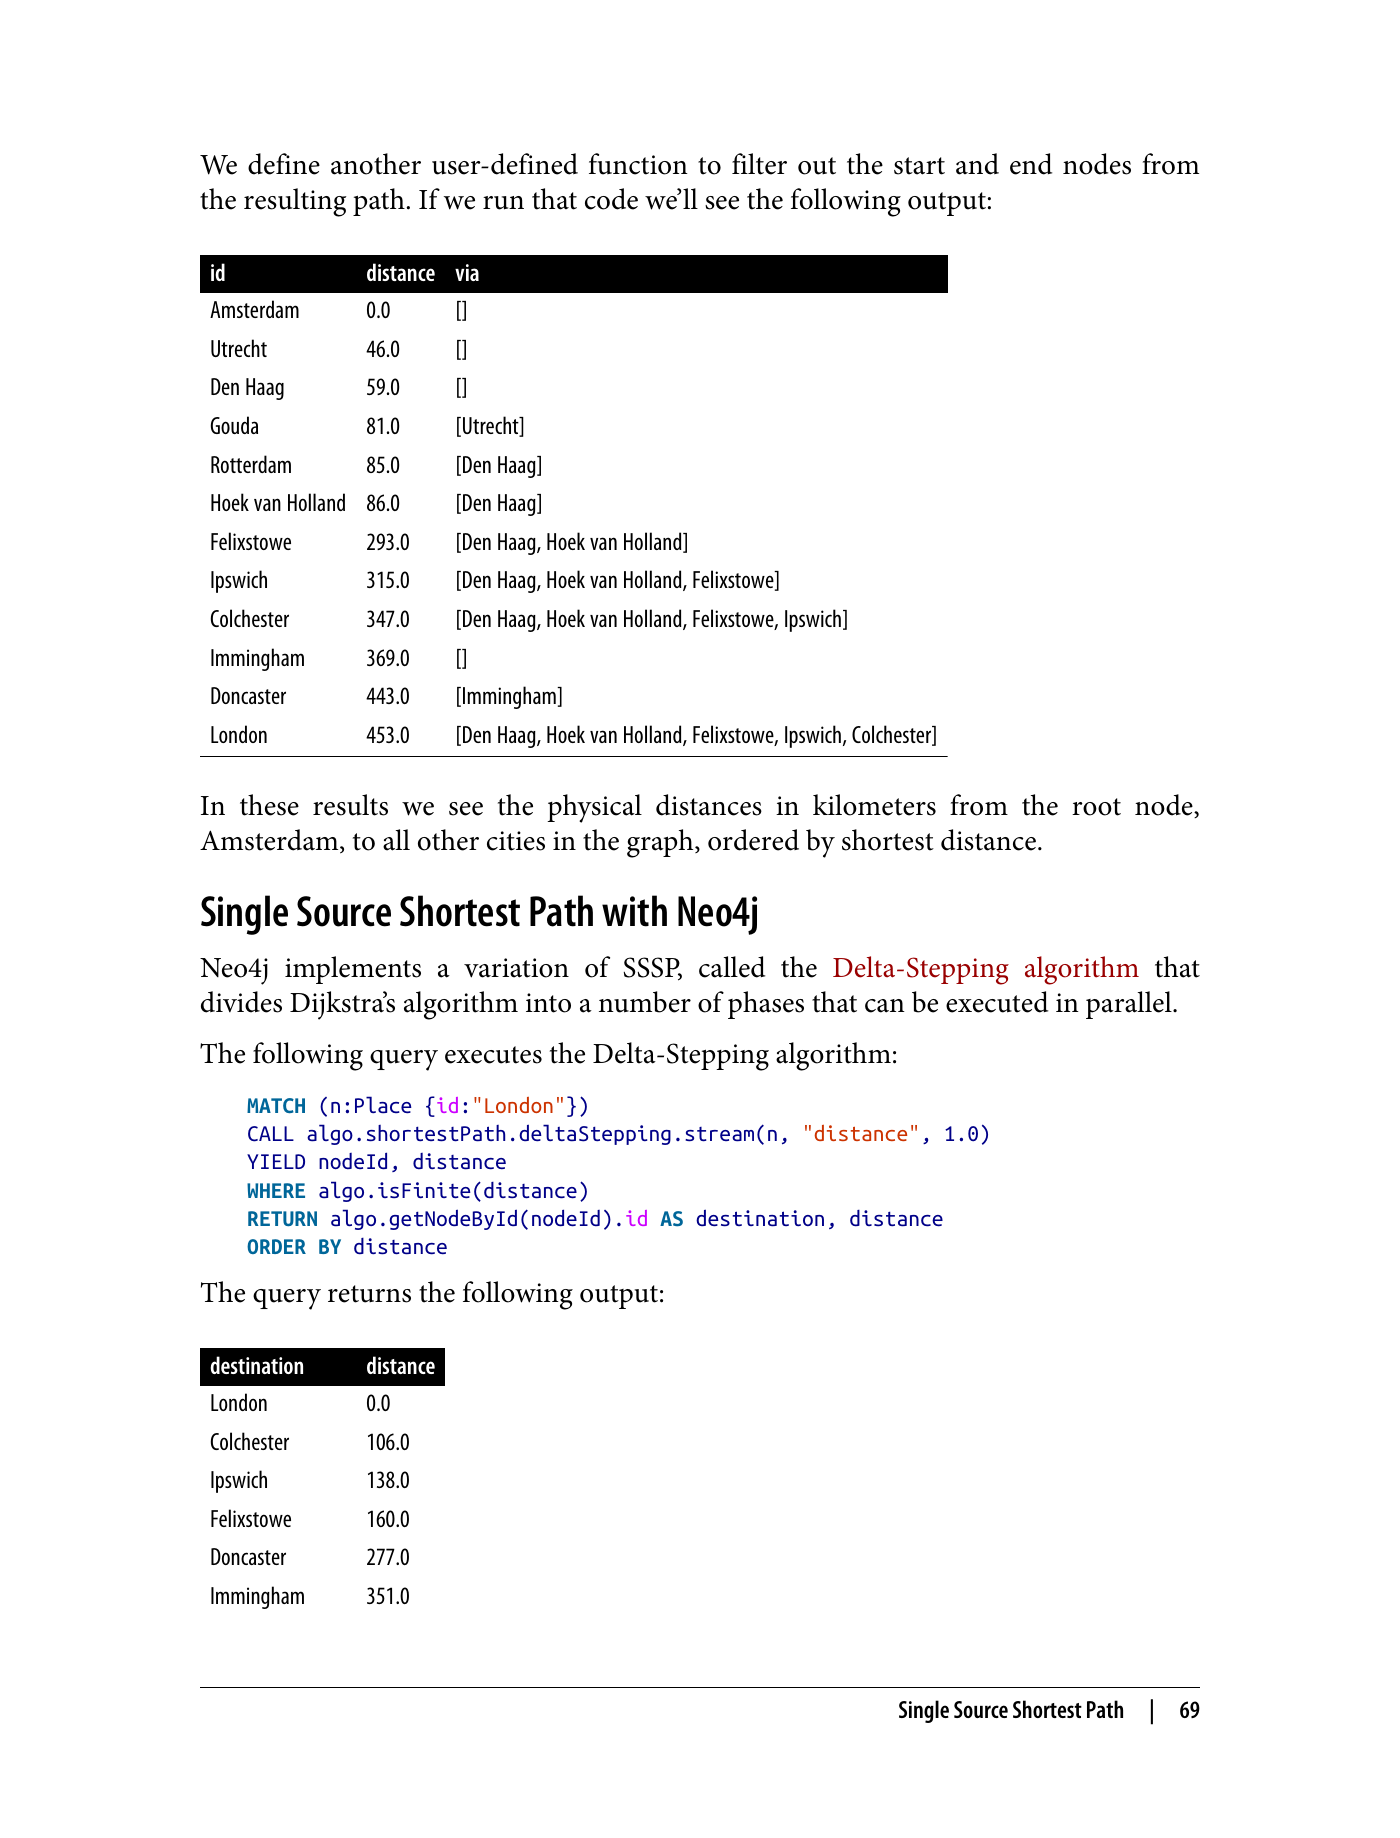 We define another user-defined function to filter out the start and end nodes from
the resulting path. If we run that code we’ll see the following output:
id distance via
Amsterdam 0.0 []
Utrecht 46.0 []
Den Haag 59.0 []
Gouda 81.0 [Utrecht]
Rotterdam 85.0 [Den Haag]
Hoek van Holland 86.0 [Den Haag]
Felixstowe 293.0 [Den Haag, Hoek van Holland]
Ipswich 315.0 [Den Haag, Hoek van Holland, Felixstowe]
Colchester 347.0 [Den Haag, Hoek van Holland, Felixstowe, Ipswich]
Immingham 369.0 []
Doncaster 443.0 [Immingham]
London 453.0 [Den Haag, Hoek van Holland, Felixstowe, Ipswich, Colchester]
In these results we see the physical distances in kilometers from the root node,
Amsterdam, to all other cities in the graph, ordered by shortest distance.
Single Source Shortest Path with Neo4j
Neo4j implements a variation of SSSP, called the Delta-Stepping algorithm that
divides Dijkstra’s algorithm into a number of phases that can be executed in parallel.
The following query executes the Delta-Stepping algorithm:
MATCH (n:Place {id:"London"})
CALL algo.shortestPath.deltaStepping.stream(n, "distance", 1.0)
YIELD nodeId, distance
WHERE algo.isFinite(distance)
RETURN algo.getNodeById(nodeId).id AS destination, distance
ORDER BY distance
The query returns the following output:
destination distance
London 0.0
Colchester 106.0
Ipswich 138.0
Felixstowe 160.0
Doncaster 277.0
Immingham 351.0
Single Source Shortest Path | 69